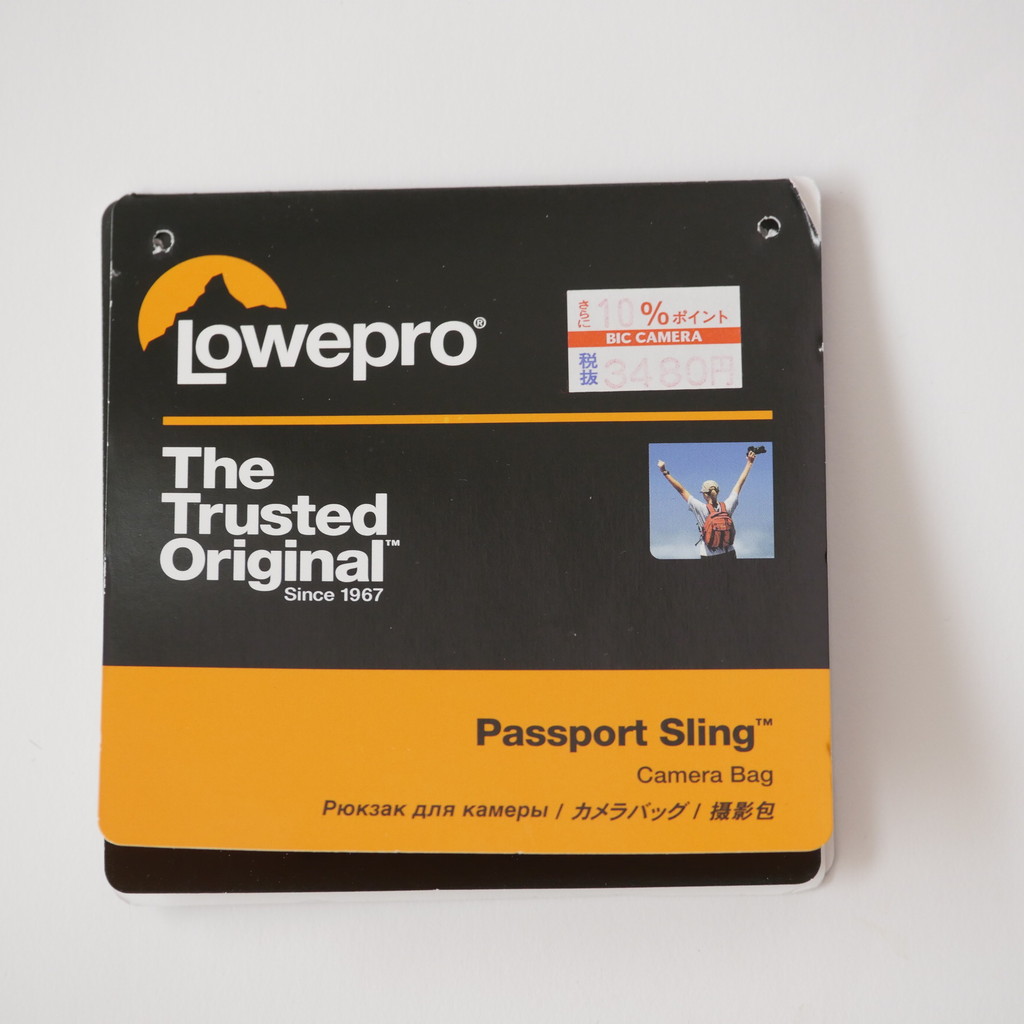 Lowepro®
さらに 10%ポイント
BIC CAMERA
税抜 3480円
The
Trusted
Original™
Since 1967
Passport Sling™
Camera Bag
Рюкзак для камеры / カメラバッグ / 摄影包